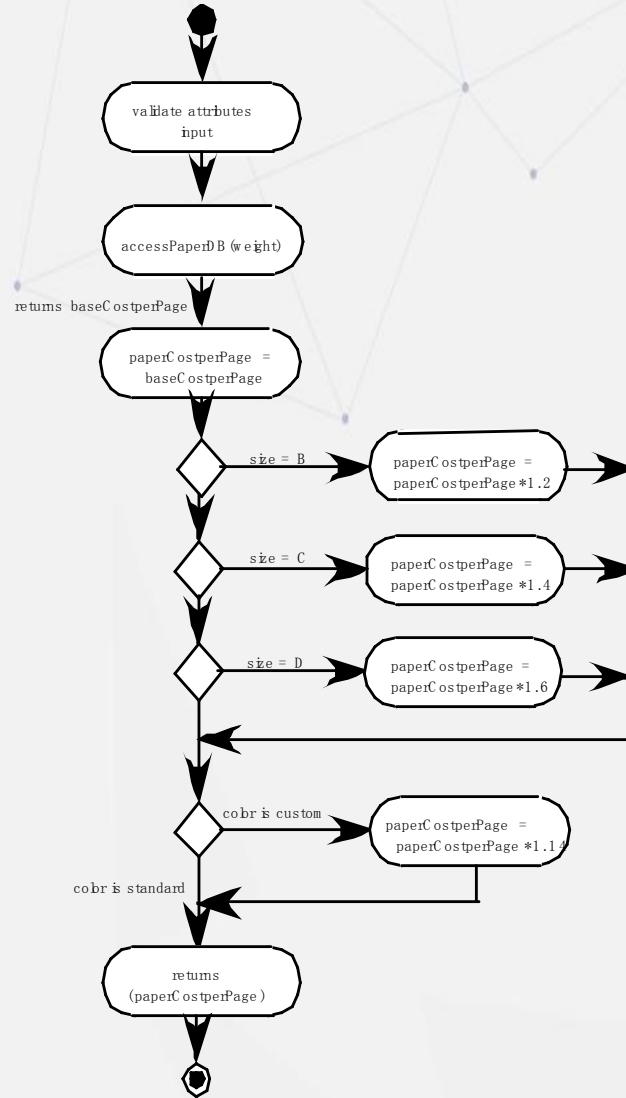 validate attributes
input
accessPaperDB (weight)
returns baseCostperPage
paperCostperPage =
baseCostperPage
size = B
paperCostperPage =
paperCostperPage *1.2
size = C
paperCostperPage =
paperCostperPage *1.4
size = D
paperCostperPage =
paperCostperPage *1.6
color is custom
paperCostperPage =
paperCostperPage *1.14
color is standard
returns
(paperCostperPage )